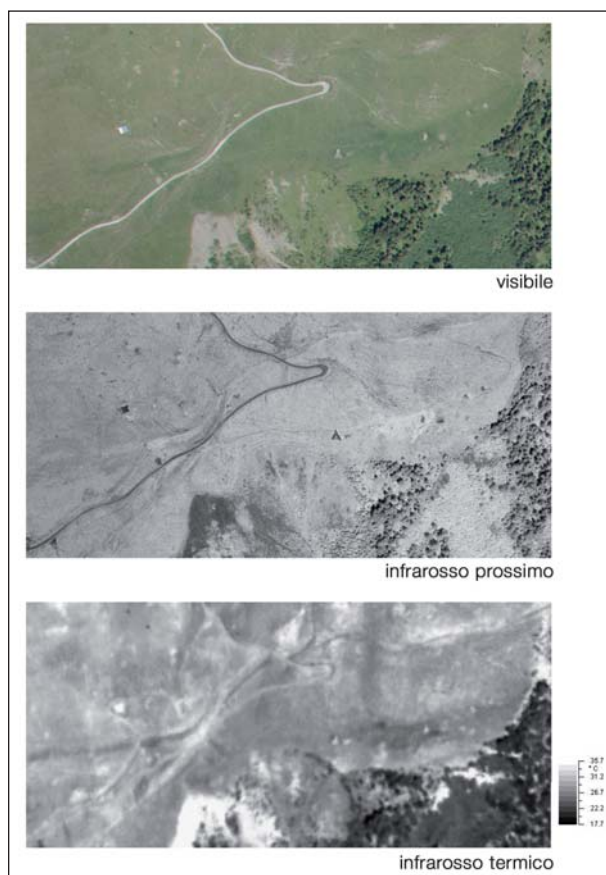 visibile
infrarosso prossimo
35.7
° C
31.2
26.7
22.2
17.7
infrarosso termico